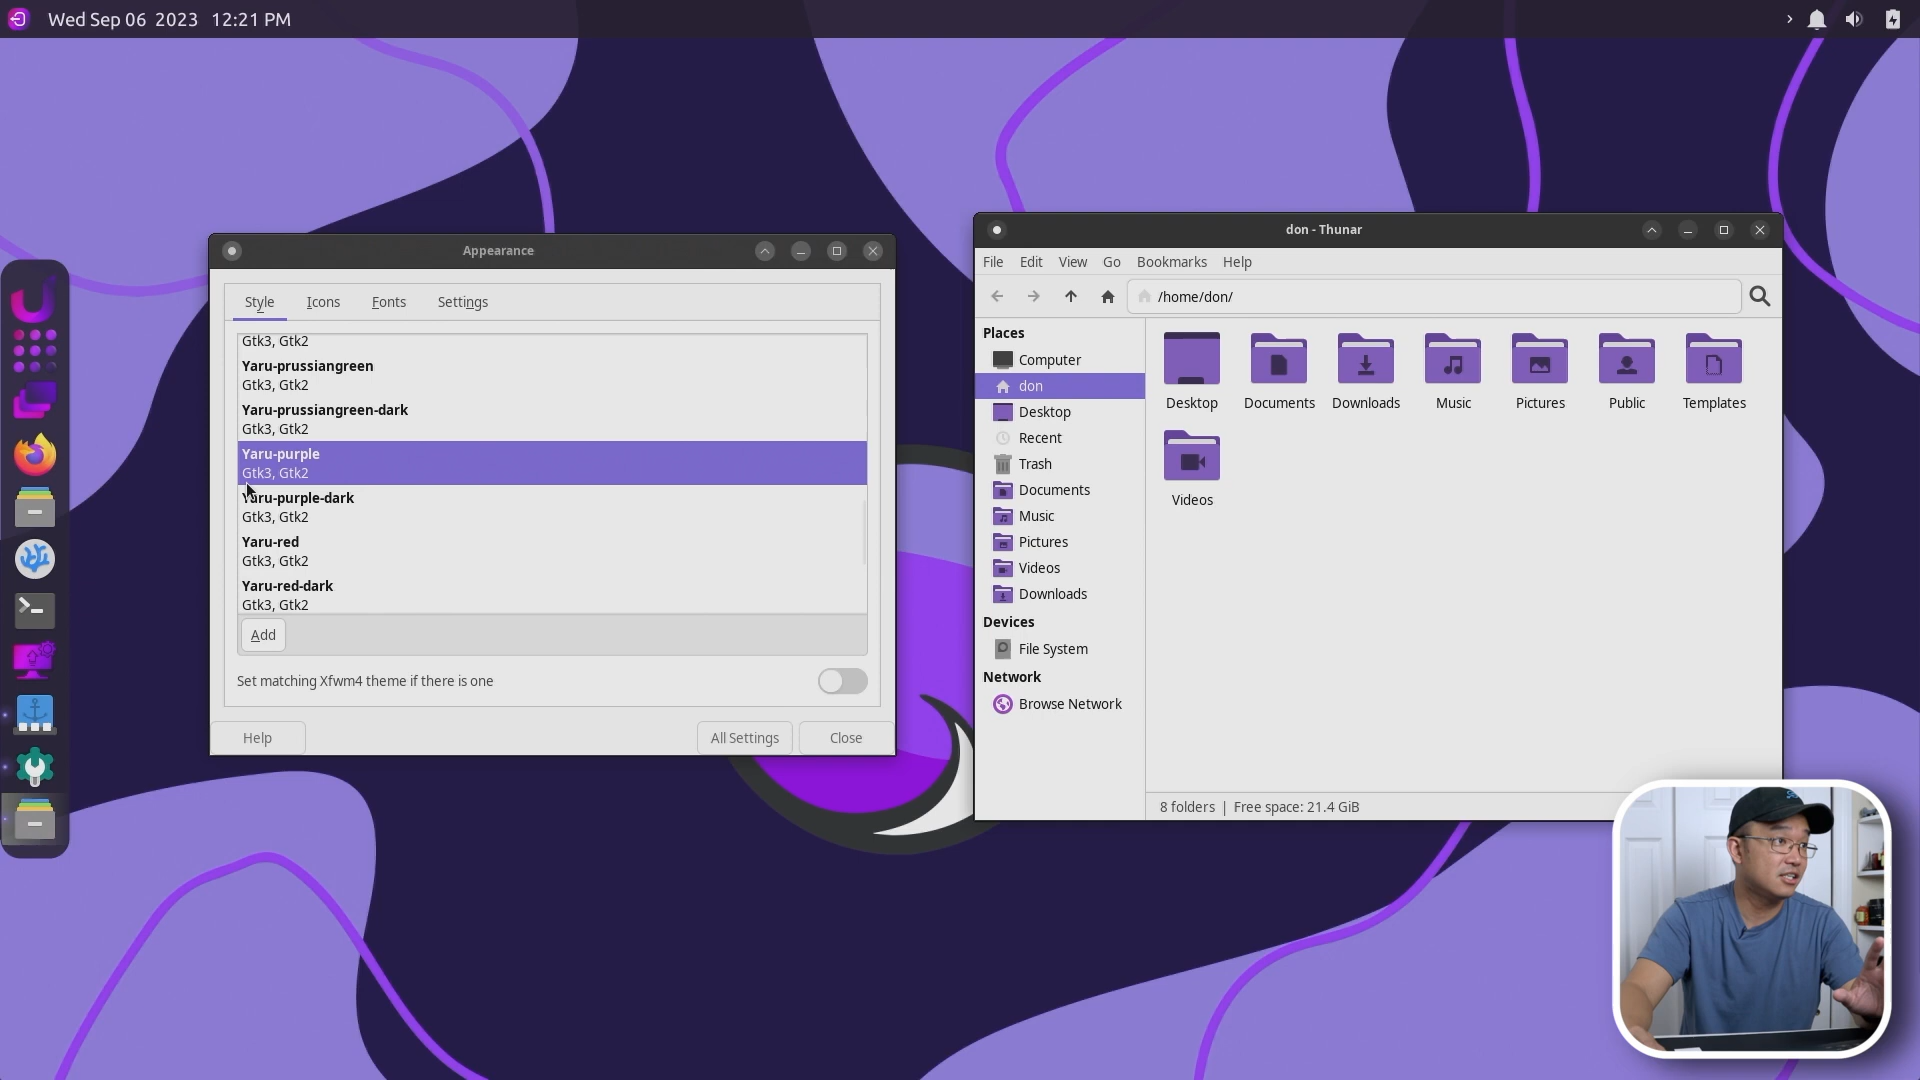 Wed Sep 06 2023 12:21 PM
Appearance
Style Icons Fonts Settings
Gtk3, Gtk2
Yaru-prussiangreen
Gtk3, Gtk2
Yaru-prussiangreen-dark
Gtk3, Gtk2
Yaru-purple
Gtk3, Gtk2
Yaru-purple-dark
Gtk3, Gtk2
Yaru-red
Gtk3, Gtk2
Yaru-red-dark
Gtk3, Gtk2
Add
Set matching Xfwm4 theme if there is one
Help All Settings Close
don - Thunar
File Edit View Go Bookmarks Help
/home/don/
Places
Computer
don
Desktop
Recent
Trash
Documents
Music
Pictures
Videos
Downloads
Devices
File System
Network
Browse Network
Desktop Documents Downloads Music Pictures Public Templates
Videos
8 folders | Free space: 21.4 GiB